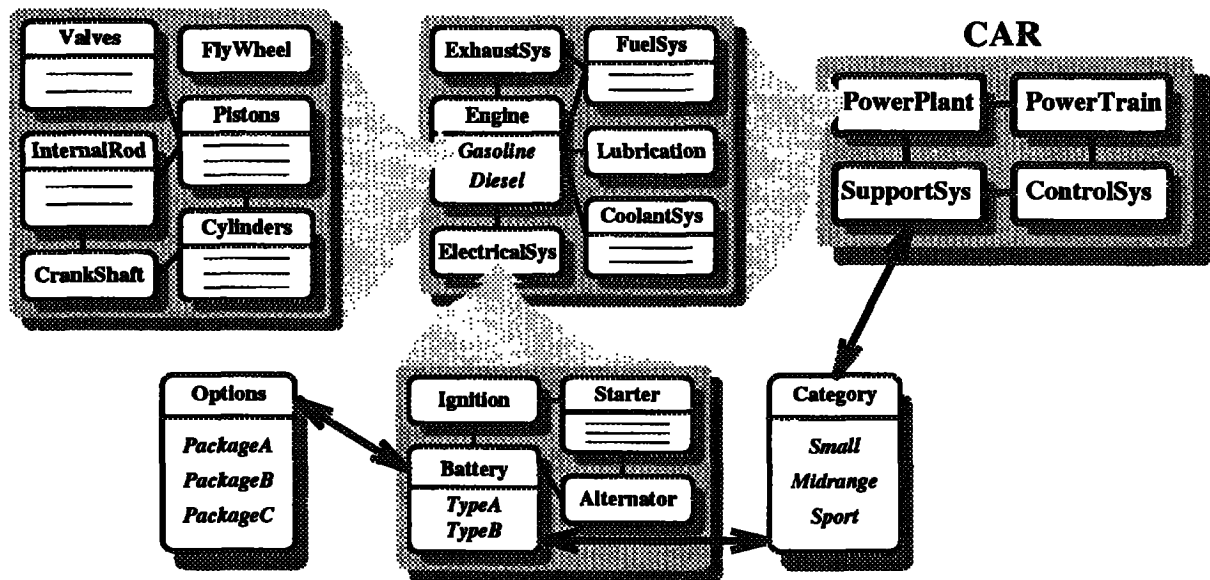 CAR
Valves
FlyWheel
Pistons
InternalRod
Cylinders
CrankShaft
ExhaustSys
FuelSys
Engine
Gasoline
Diesel
Lubrication
CoolantSys
ElectricalSys
PowerPlant
PowerTrain
SupportSys
ControlSys
Options
PackageA
PackageB
PackageC
Ignition
Starter
Battery
TypeA
TypeB
Alternator
Category
Small
Midrange
Sport